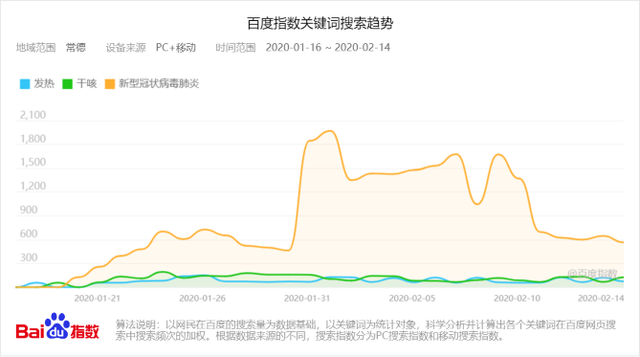 百度指数关键词搜索趋势
地域范围 常德 设备来源 PC+移动 时间范围 2020-01-16 ~ 2020-02-14
发热 干咳 新型冠状病毒肺炎
2,100
1,800
1,500
1,200
900
600
300
@百度指数
2020-01-21 2020-01-26 2020-01-31 2020-02-05 2020-02-10 2020-02-14
Bai du 指数
算法说明：以网民在百度的搜索量为数据基础，以关键词为统计对象，科学分析并计算出各个关键词在百度网页搜
索中搜索频次的加权。根据数据来源的不同，搜索指数分为PC搜索指数和移动搜索指数。